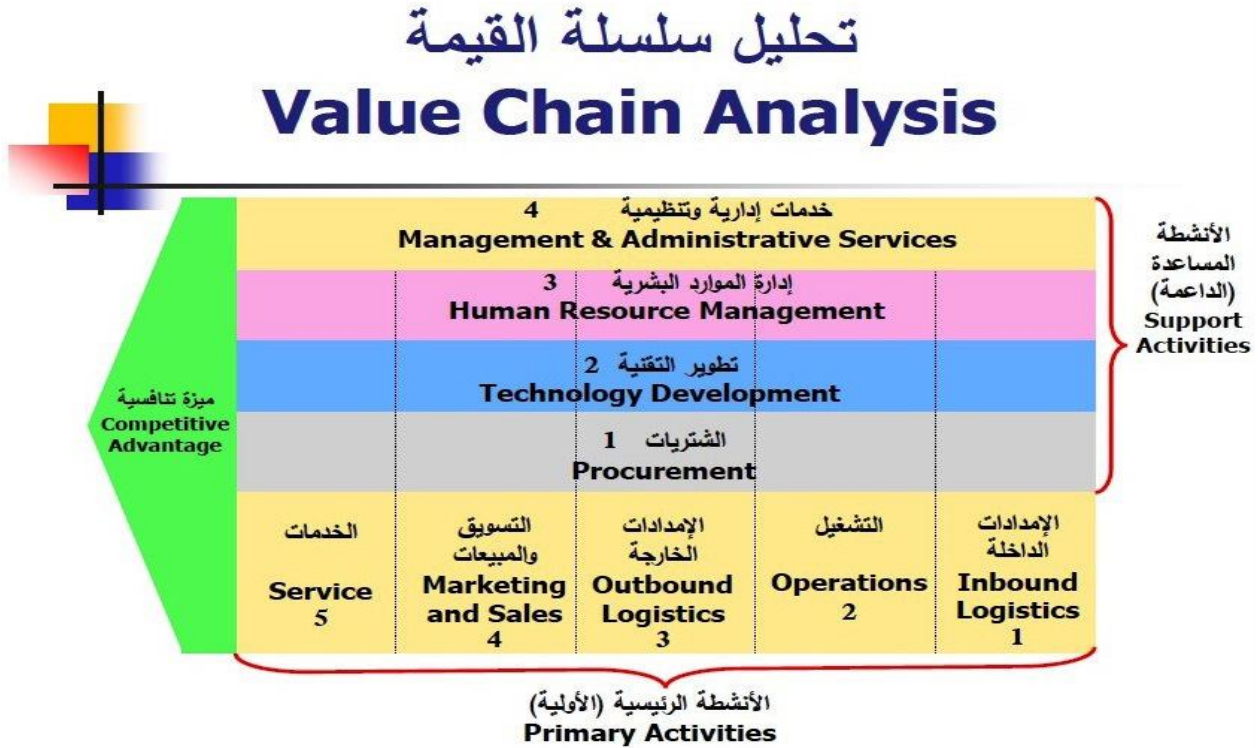 تحليل سلسلة القيمة
Value Chain Analysis
خدمات إدارية وتنظيمية 4
Management & Administrative Services
إدارة الموارد البشرية 3
Human Resource Management
تطوير التقنية 2
Technology Development
الشتريات 1
Procurement
الأنشطة
المساعدة
(الداعمة)
Support
Activities
ميزة تنافسية
Competitive
Advantage
الإمدادات
الداخلة
Inbound
Logistics
1
التشغيل
Operations
2
الإمدادات
الخارجة
Outbound
Logistics
3
التسويق
والمبيعات
Marketing
and Sales
4
الخدمات
Service
5
الأنشطة الرئيسية (الأولية)
Primary Activities